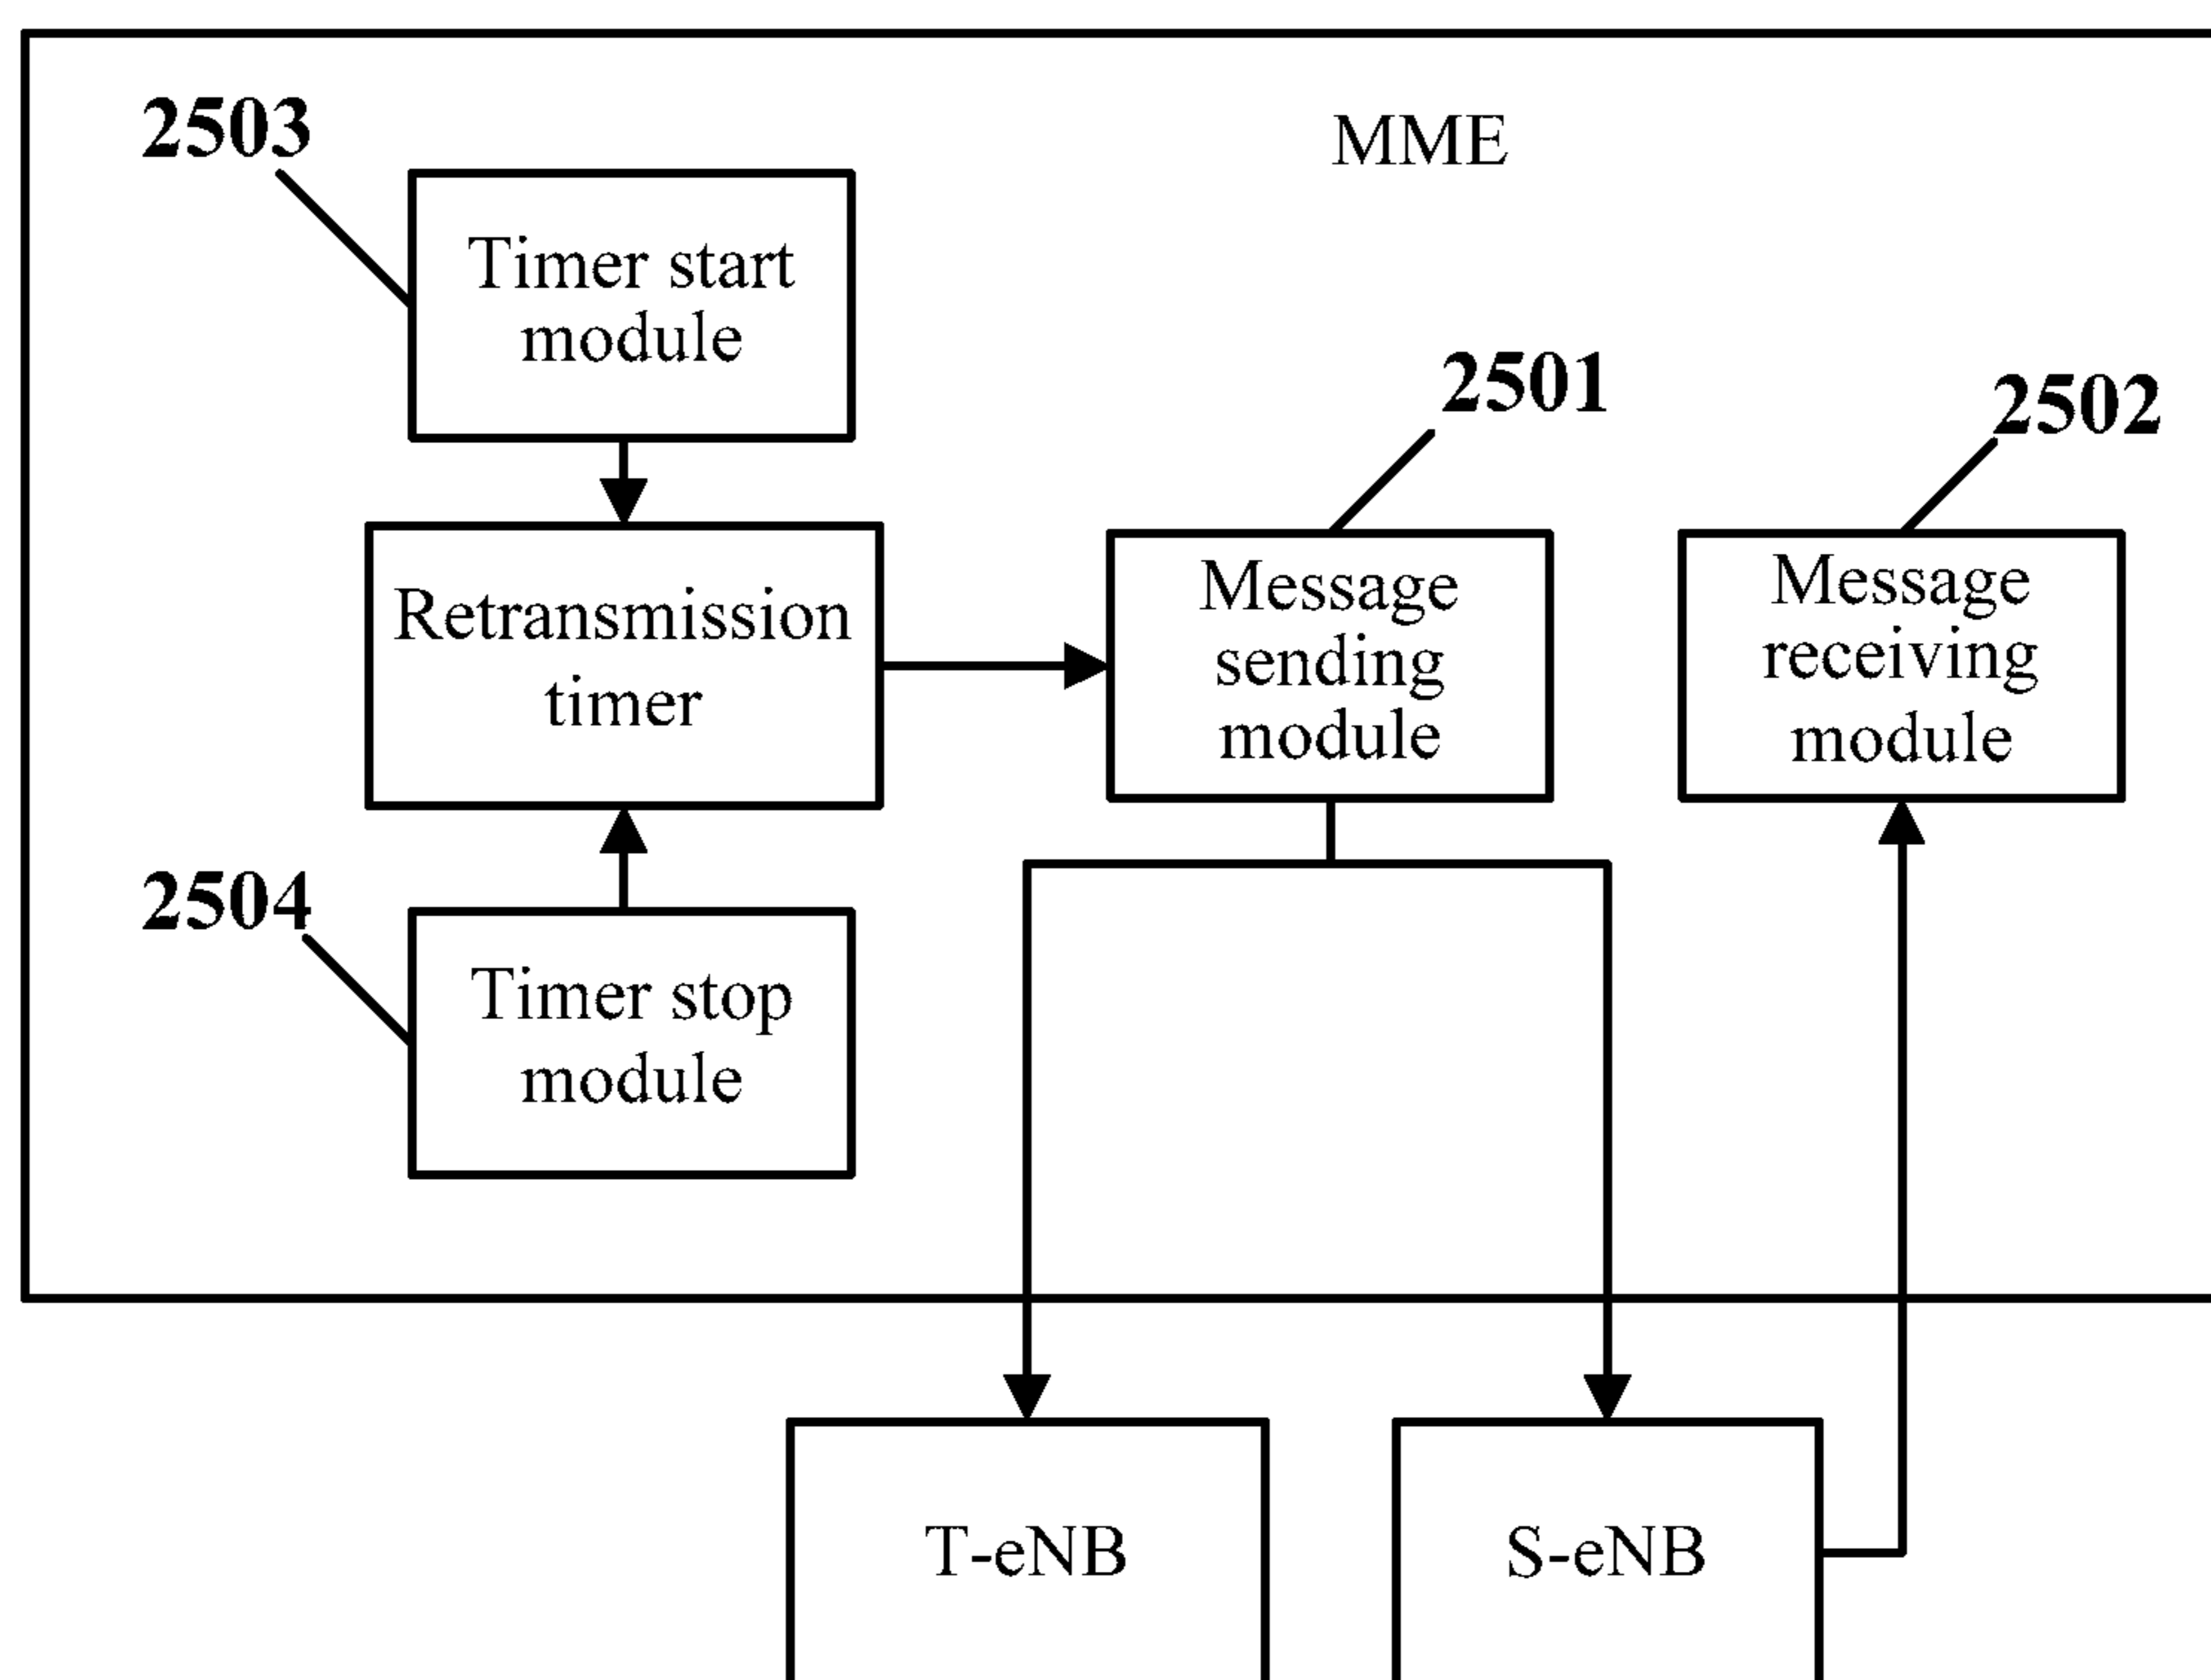 2503
MME
Timer start
module
2501
2502
Retransmission
timer
Message
sending
module
Message
receiving
module
2504
Timer stop
module
T-eNB
S-eNB